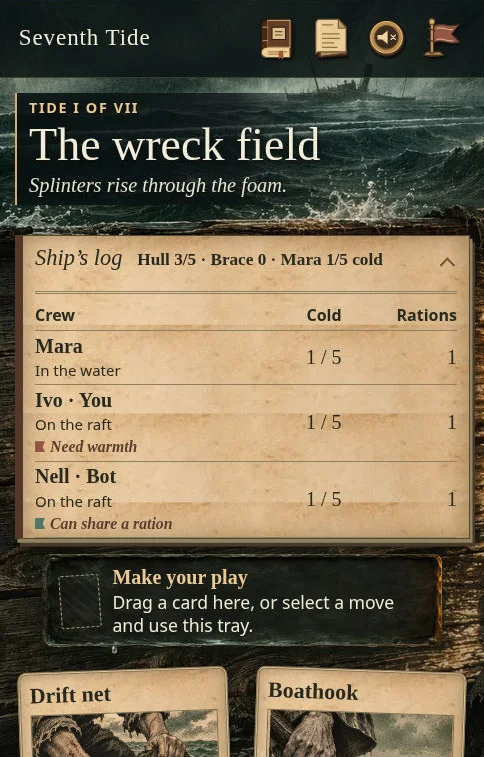 Seventh Tide
TIDE I OF VII
The wreck field
Splinters rise through the foam.
Ship's log Hull 3/5 · Brace 0 · Mara 1/5 cold
Crew Cold Rations
Mara
In the water
1 / 5 1
Ivo · You
On the raft
1 / 5 1
Need warmth
Nell · Bot
On the raft
1 / 5 1
Can share a ration
Make your play
Drag a card here, or select a move
and use this tray.
Drift net
Boathook